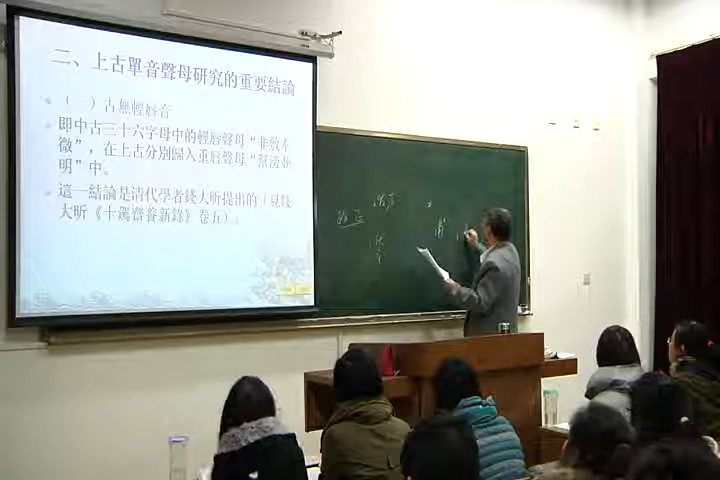 二、上古單音聲母研究的重要結論
（一）古無輕唇音
即中古三十六字母中的輕唇聲母“非敷奉
微”，在上古分別歸入重唇聲母“幫滂並
明”中。
這一結論是清代學者錢大昕提出的（見錢
大昕《十駕齋養新錄》卷五）。